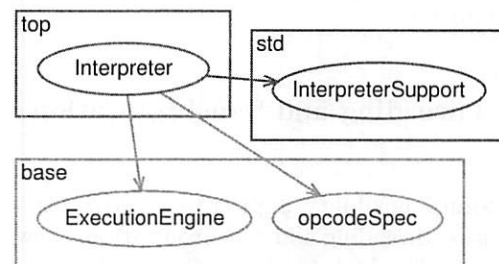 top
std
Interpreter
InterpreterSupport
base
ExecutionEngine
opcodeSpec